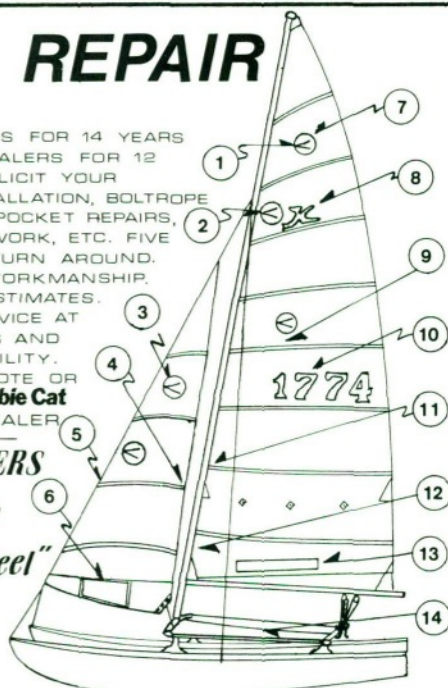 REPAIR
S FOR 14 YEARS
ALERS FOR 12
LICIT YOUR
ALLATION, BOLTROPE
POCKET REPAIRS,
WORK, ETC. FIVE
URN AROUND.
ORKMANSHIP.
STIMATES.
VICE AT
S AND
ILITY.
OTE OR
bie Cat
ALER
ERS
eel"
1
2
3
4
5
6
7
8
9
10
11
12
13
14
1774